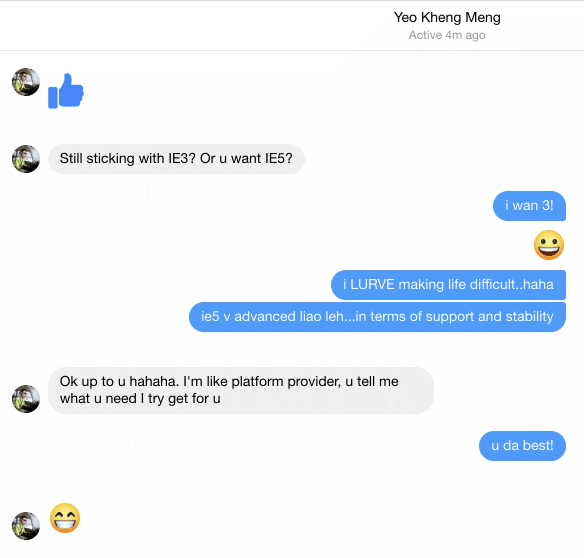 Yeo Kheng Meng
Active 4m ago
Still sticking with IE3? Or u want IE5?
i wan 3!
i LURVE making life difficult..haha
ie5 v advanced liao leh...in terms of support and stability
Ok up to u hahaha. I'm like platform provider, u tell me
what u need I try get for u
u da best!